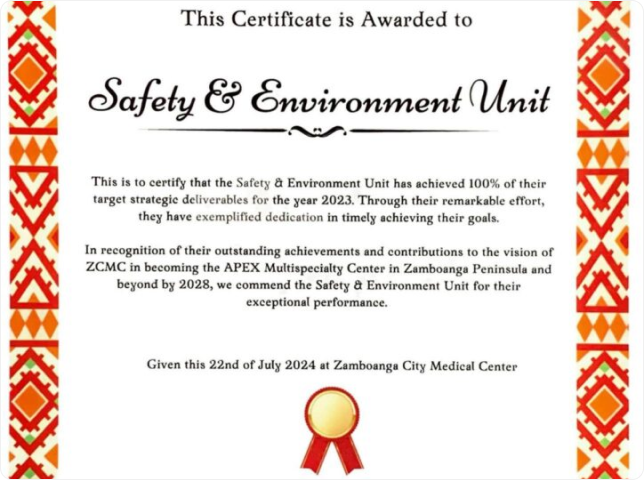 This Certificate is Awarded to
Safety & Environment Unit
This is to certify that the Safety & Environment Unit has achieved 100% of their
target strategic deliverables for the year 2023. Through their remarkable effort,
they have exemplified dedication in timely achieving their goals.
In recognition of their outstanding achievements and contributions to the vision of
ZCMC in becoming the APEX Multispecialty Center in Zamboanga Peninsula and
beyond by 2028, we commend the Safety & Environment Unit for their
exceptional performance.
Given this 22nd of July 2024 at Zamboanga City Medical Center